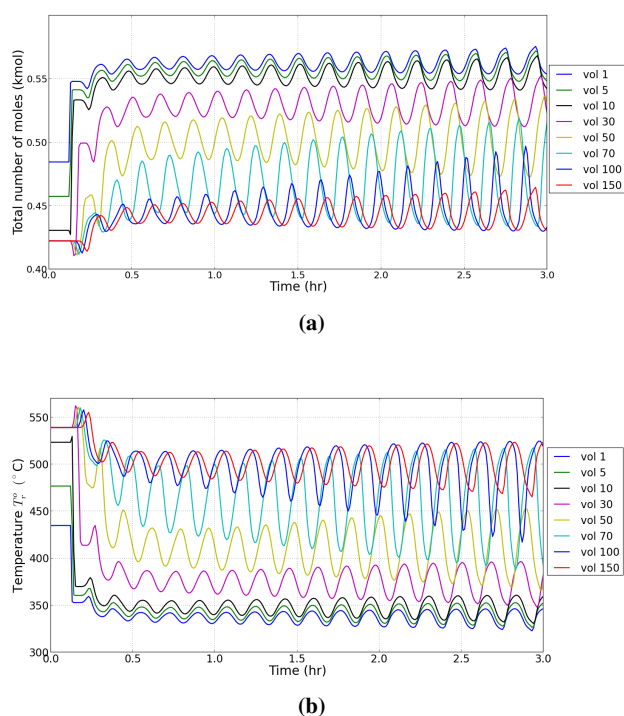 Total number of moles (kmol)
0.55
0.50
0.45
0.40
0.0 0.5 1.0 1.5 2.0 2.5 3.0
Time (hr)
vol 1
vol 5
vol 10
vol 30
vol 50
vol 70
vol 100
vol 150
(a)
Temperature T_r^o (°C)
550
500
450
400
350
300
0.0 0.5 1.0 1.5 2.0 2.5 3.0
Time (hr)
vol 1
vol 5
vol 10
vol 30
vol 50
vol 70
vol 100
vol 150
(b)